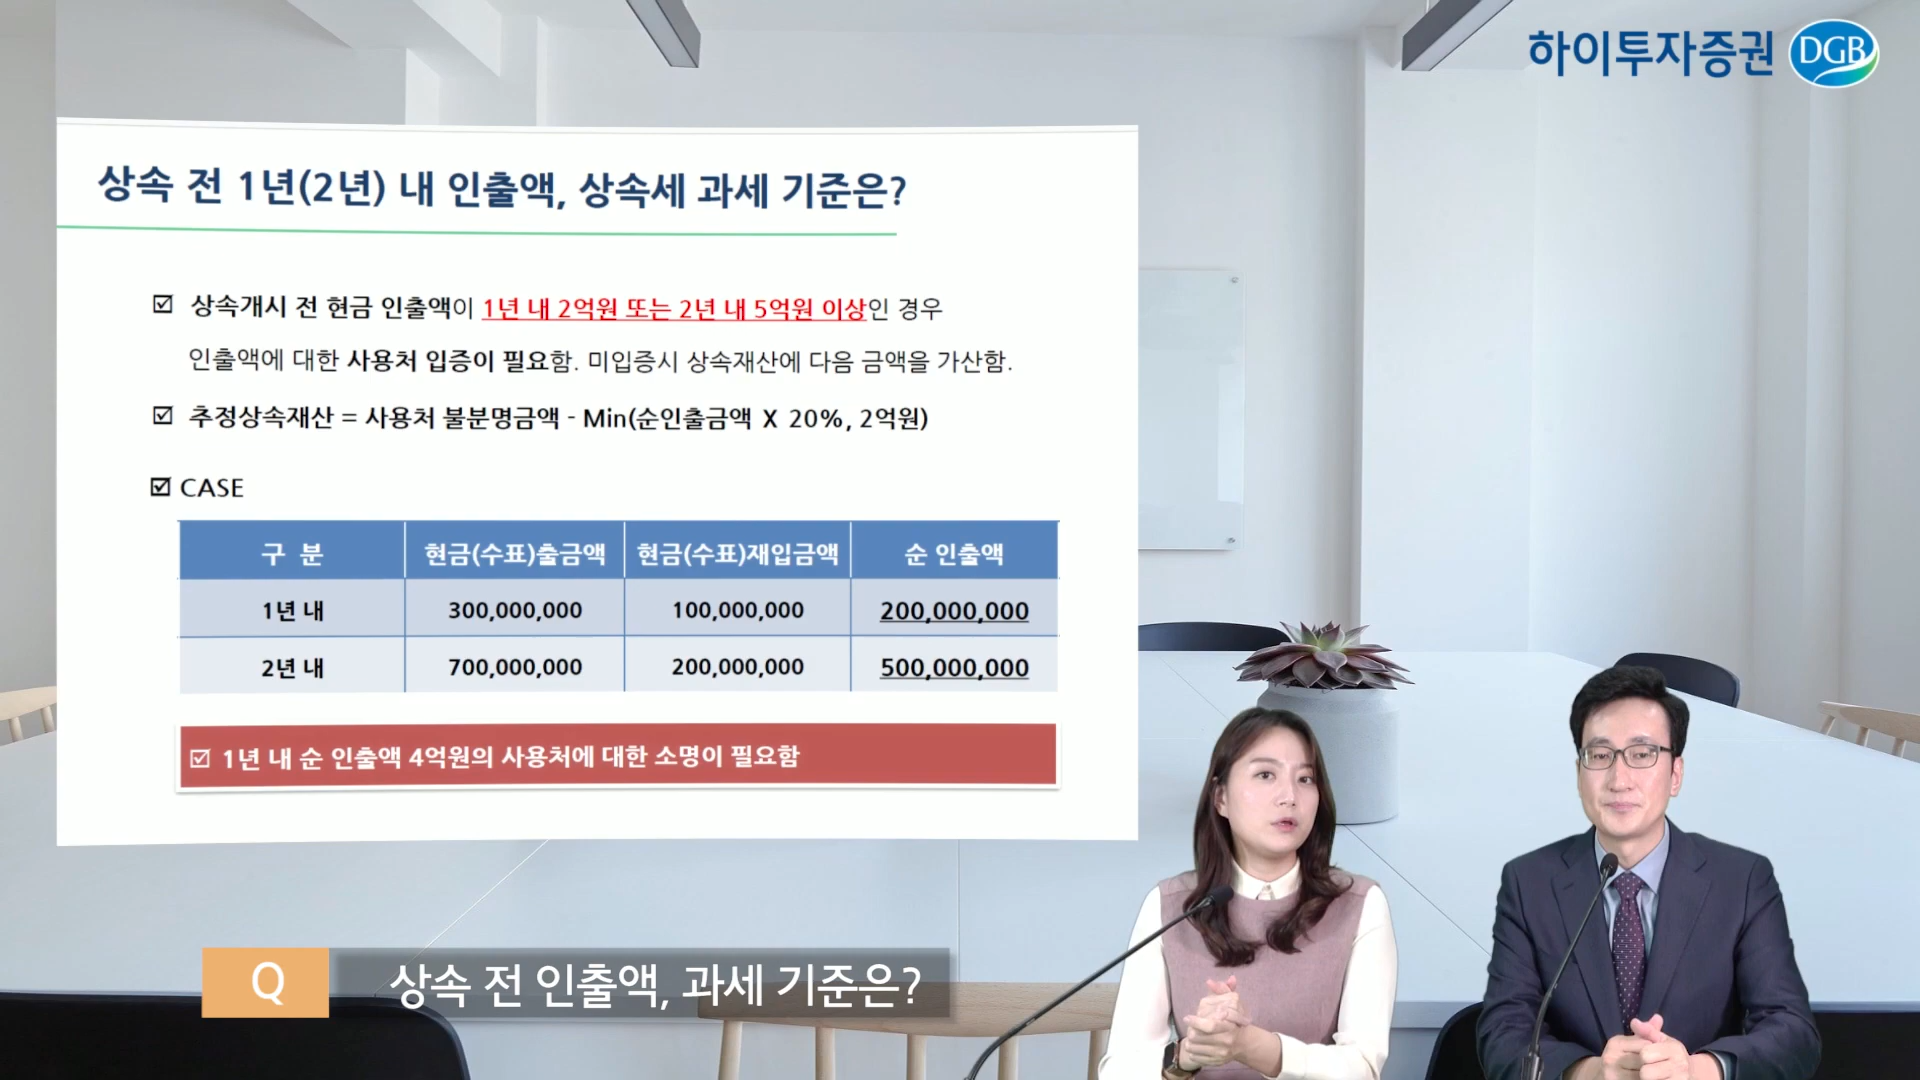 하이투자증권 DGB
상속 전 1년(2년) 내 인출액, 상속세 과세 기준은?
☑ 상속개시 전 현금 인출액이 1년 내 2억원 또는 2년 내 5억원 이상인 경우
인출액에 대한 사용처 입증이 필요함. 미입증시 상속재산에 다음 금액을 가산함.
☑ 추정상속재산 = 사용처 불분명금액 - Min(순인출금액 X 20%, 2억원)
☑ CASE
구 분 현금(수표)출금액 현금(수표)재입금액 순 인출액
1년 내 300,000,000 100,000,000 200,000,000
2년 내 700,000,000 200,000,000 500,000,000
☑ 1년 내 순 인출액 4억원의 사용처에 대한 소명이 필요함
Q 상속 전 인출액, 과세 기준은?